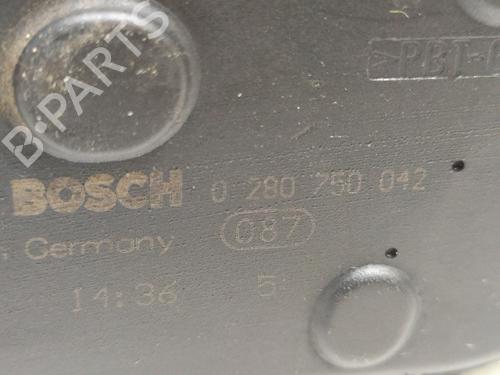 B-PARTS
>PBT-G
BOSCH 0 280 750 042
Germany 087
14:36 5